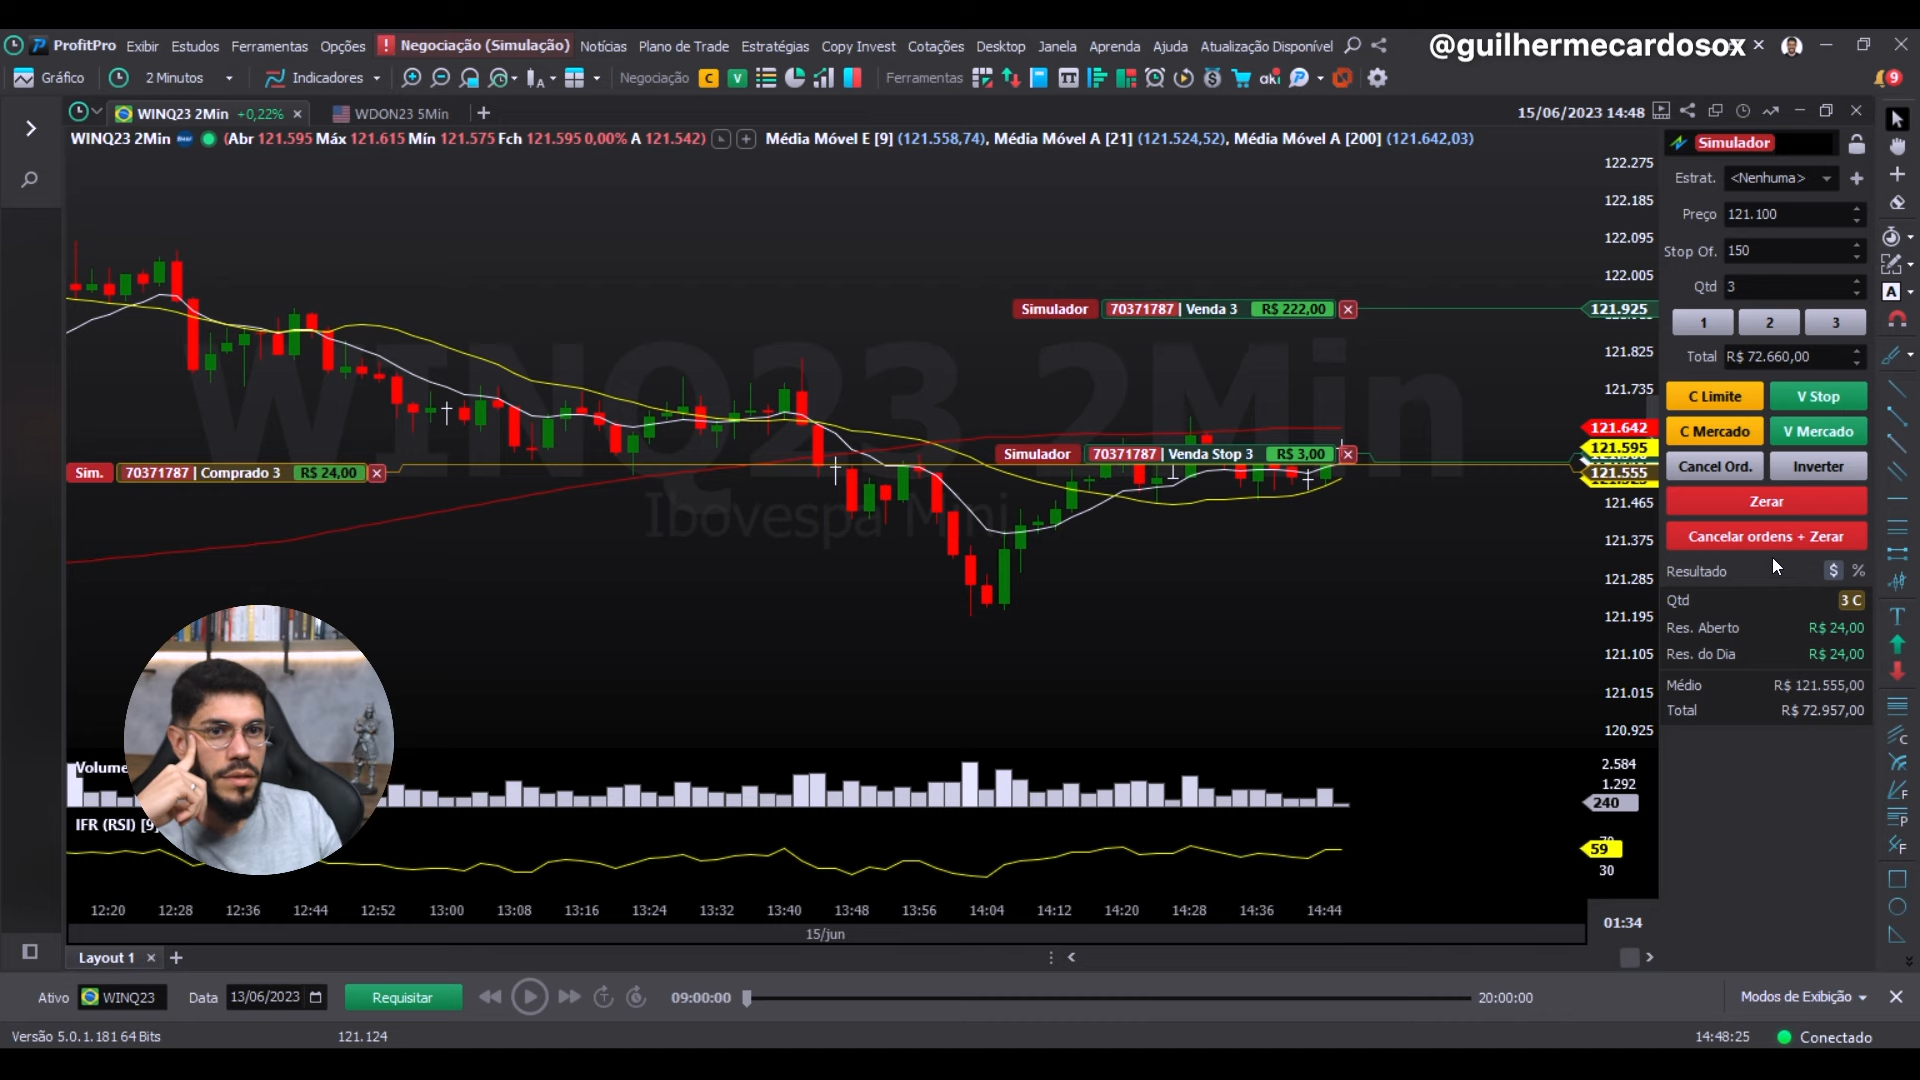 @guilhermecardosox
ProfitPro Exibir Estudos Ferramentas Opções ! Negociação (Simulação) Notícias Plano de Trade Estratégias Copy Invest Cotações Desktop Janela Aprenda Ajuda Atualização Disponível
Gráfico 2 Minutos Indicadores Negociação C V Ferramentas aki 9
WINQ23 2Min +0,22% WDON23 5Min 15/06/2023 14:48
WINQ23 2Min (Abr 121.595 Máx 121.615 Mín 121.575 Fch 121.595 0,00% A 121.542) Média Móvel E [9] (121.558,74), Média Móvel A [21] (121.524,52), Média Móvel A [200] (121.642,03)
WINQ23 2Min
Ibovespa Mini
Simulador 70371787 | Venda 3 R$ 222,00
Simulador 70371787 | Venda Stop 3 R$ 3,00
Sim. 70371787 | Comprado 3 R$ 24,00
122.275
122.185
122.095
122.005
121.925
121.825
121.735
121.642
121.595
121.555
121.465
121.375
121.285
121.195
121.105
121.015
120.925
Volume
2.584
1.292
240
IFR (RSI) [9]
59
30
12:20 12:28 12:36 12:44 12:52 13:00 13:08 13:16 13:24 13:32 13:40 13:48 13:56 14:04 14:12 14:20 14:28 14:36 14:44
01:34
15/jun
Layout 1
Simulador
Estrat. <Nenhuma>
Preço 121.100
Stop Of. 150
Qtd 3
1 2 3
Total R$ 72.660,00
C Limite V Stop
C Mercado V Mercado
Cancel Ord. Inverter
Zerar
Cancelar ordens + Zerar
Resultado $ %
Qtd 3 C
Res. Aberto R$ 24,00
Res. do Dia R$ 24,00
Médio R$ 121.555,00
Total R$ 72.957,00
Ativo WINQ23 Data 13/06/2023 Requisitar 09:00:00 20:00:00 Modos de Exibição
Versão 5.0.1.181 64 Bits 121.124 14:48:25 Conectado